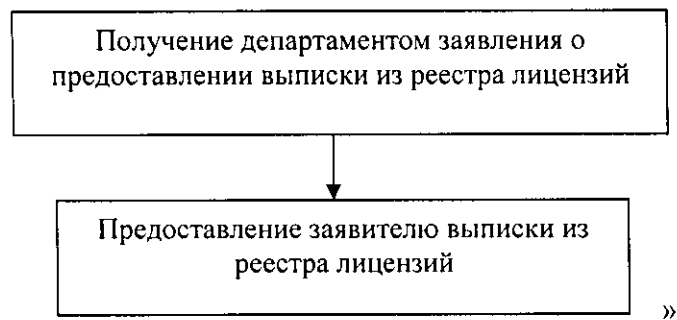 Получение департаментом заявления о
предоставлении выписки из реестра лицензий
Предоставление заявителю выписки из
реестра лицензий
»